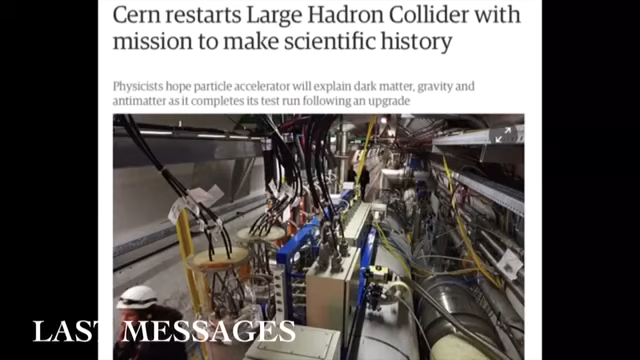 Cern restarts Large Hadron Collider with
mission to make scientific history
Physicists hope particle accelerator will explain dark matter, gravity and
antimatter as it completes its test run following an upgrade
LAST MESSAGES